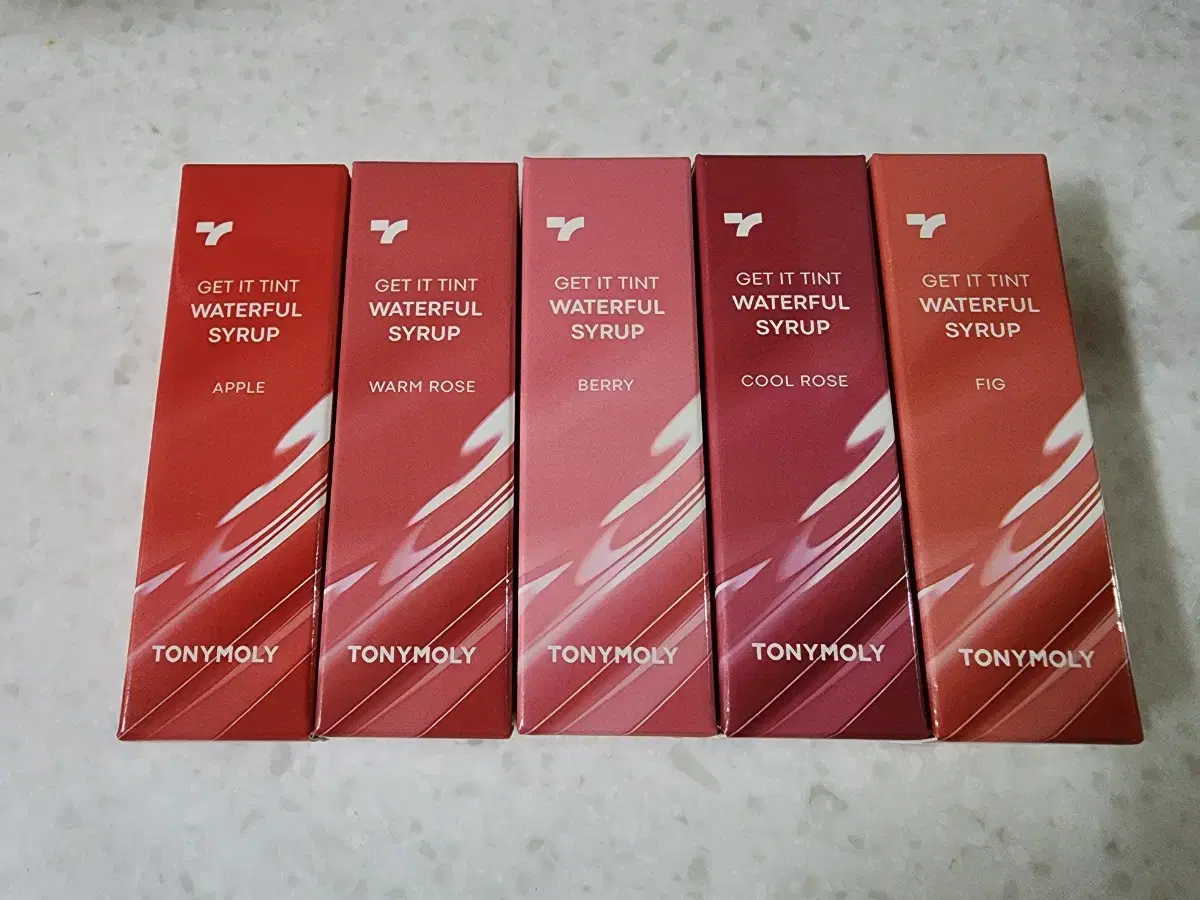 GET IT TINT
WATERFUL
SYRUP
APPLE
TONYMOLY
GET IT TINT
WATERFUL
SYRUP
WARM ROSE
TONYMOLY
GET IT TINT
WATERFUL
SYRUP
BERRY
TONYMOLY
GET IT TINT
WATERFUL
SYRUP
COOL ROSE
TONYMOLY
GET IT TINT
WATERFUL
SYRUP
FIG
TONYMOLY